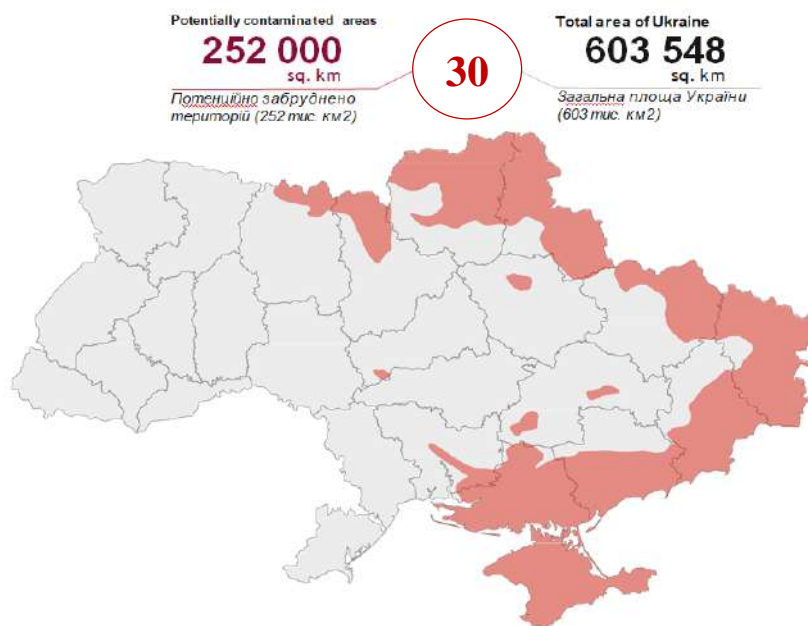 Potentially contaminated areas
252 000
sq. km
Потенційно забруднено
територій (252 тис. км2)
30
Total area of Ukraine
603 548
sq. km
Загальна площа України
(603 тис. км2)